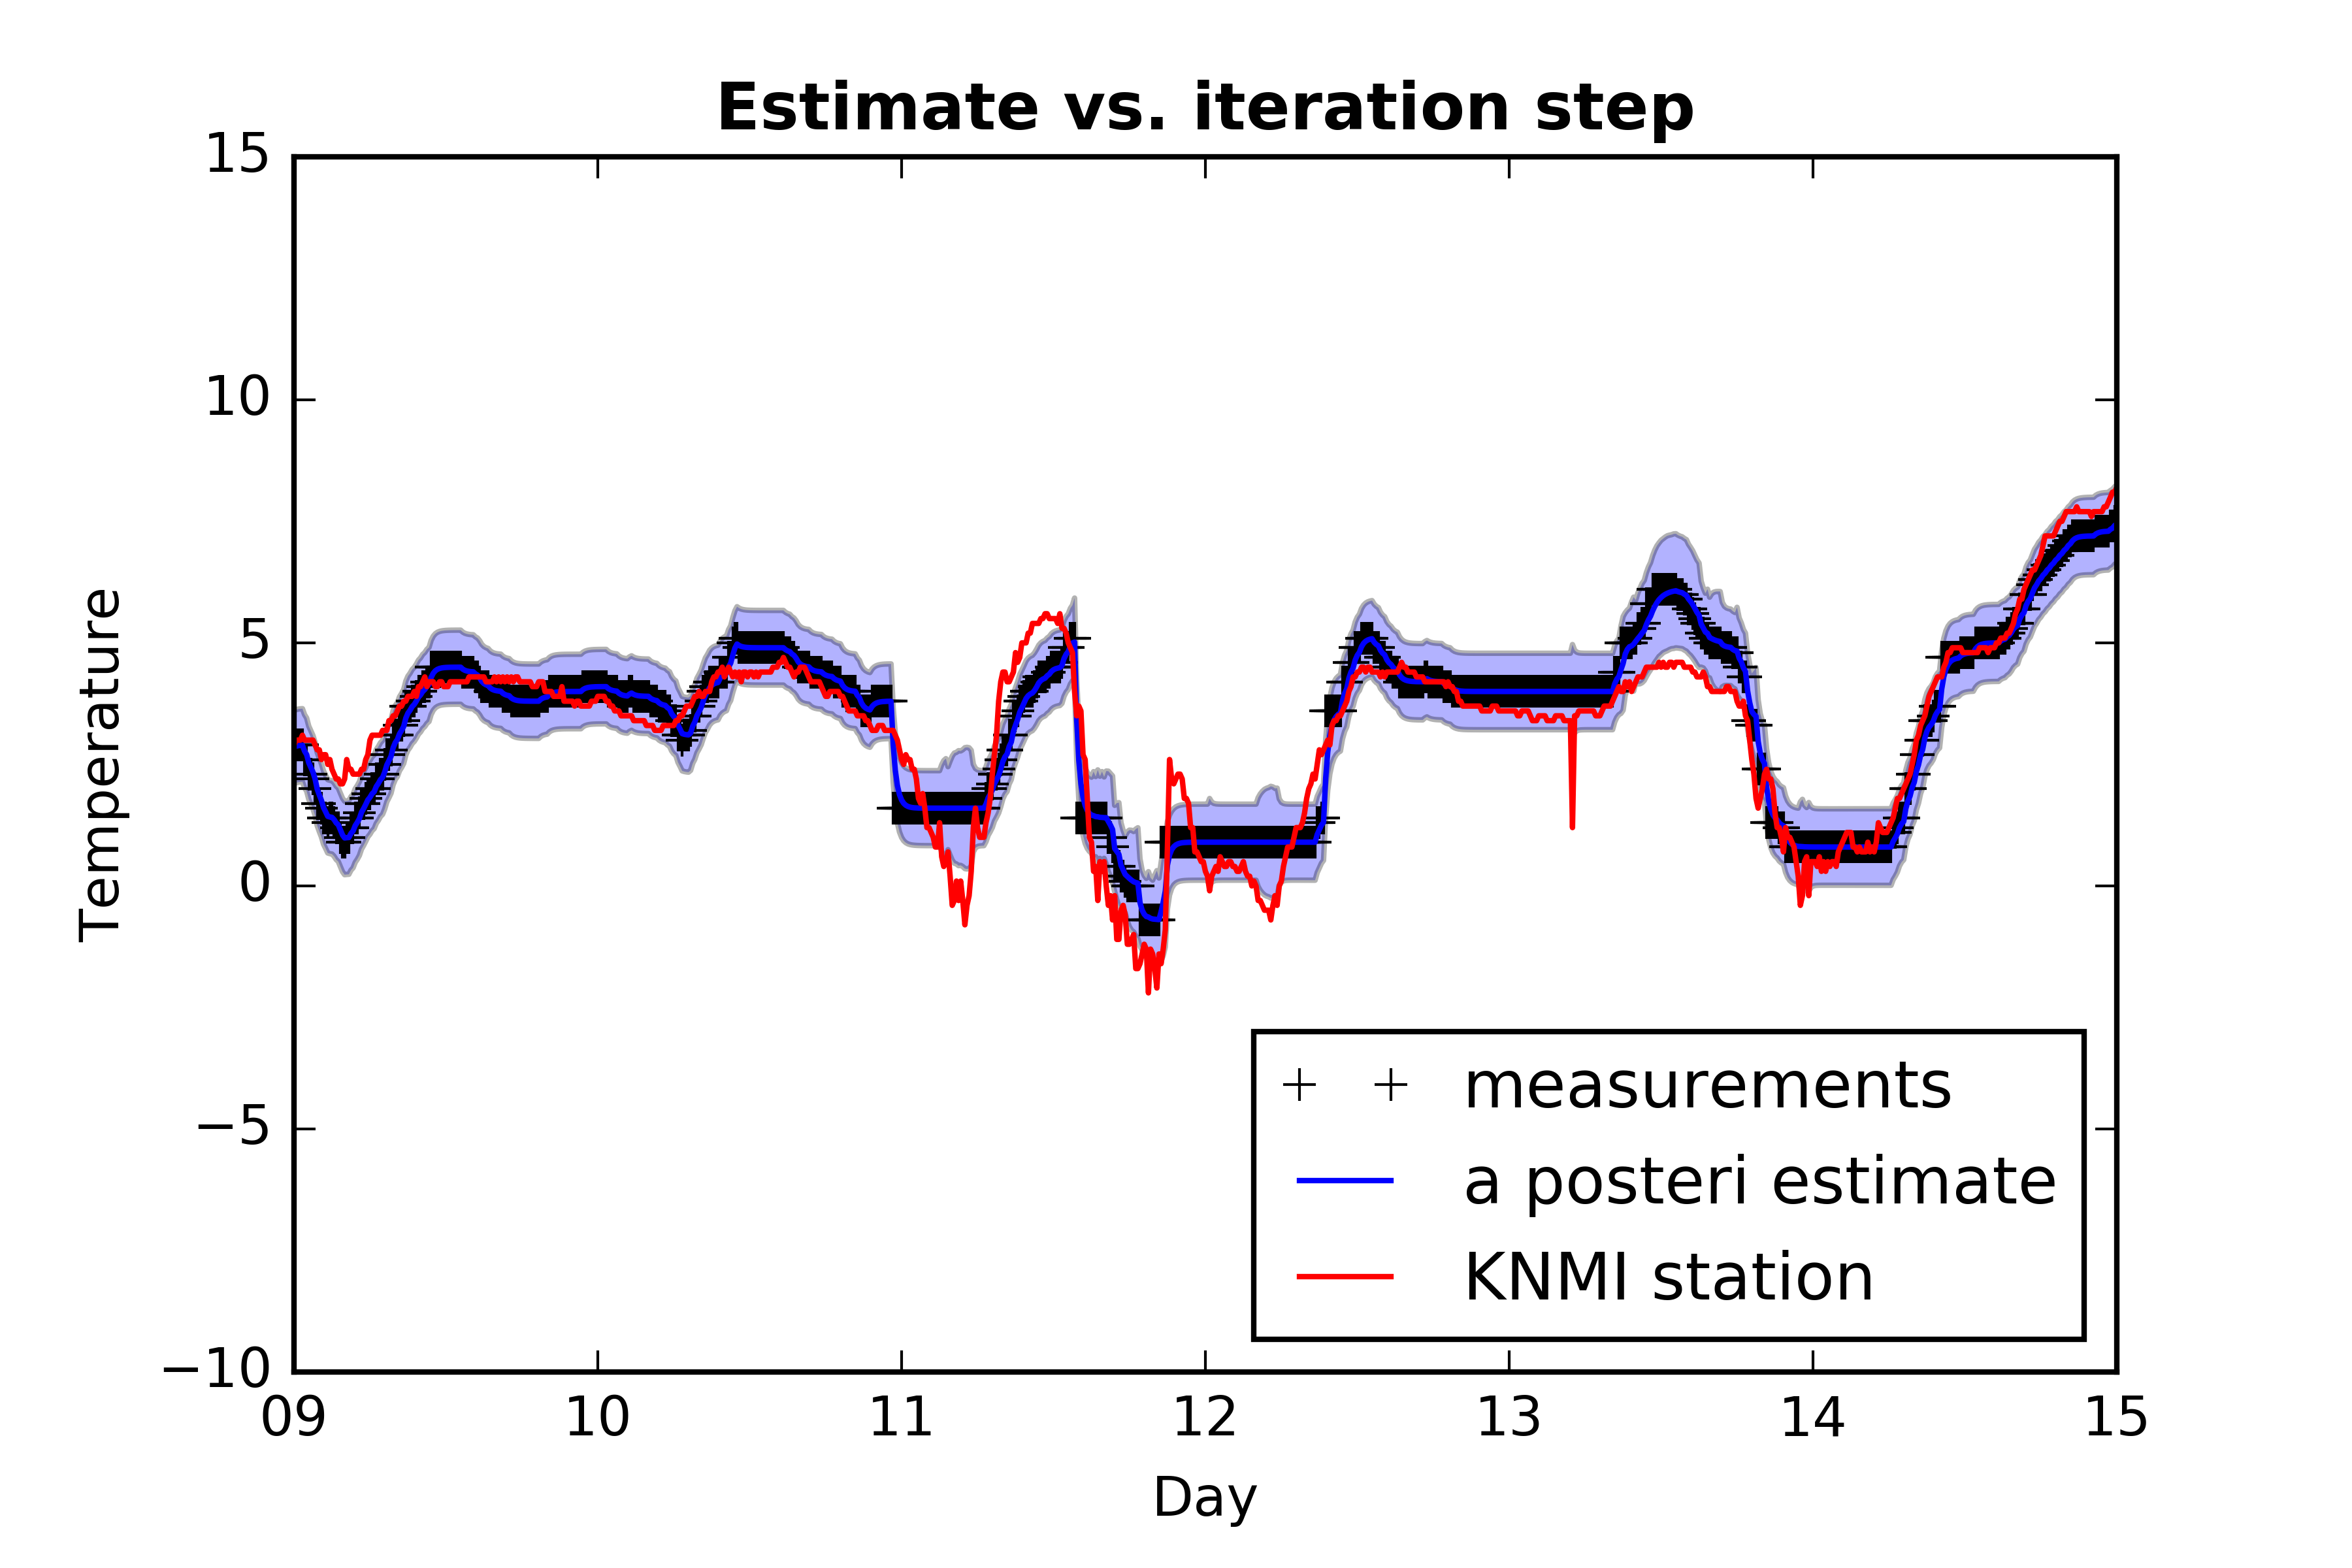 Estimate vs. iteration step
15
10
5
0
−5
−10
Temperature
measurements
a posteri estimate
KNMI station
09 10 11 12 13 14 15
Day